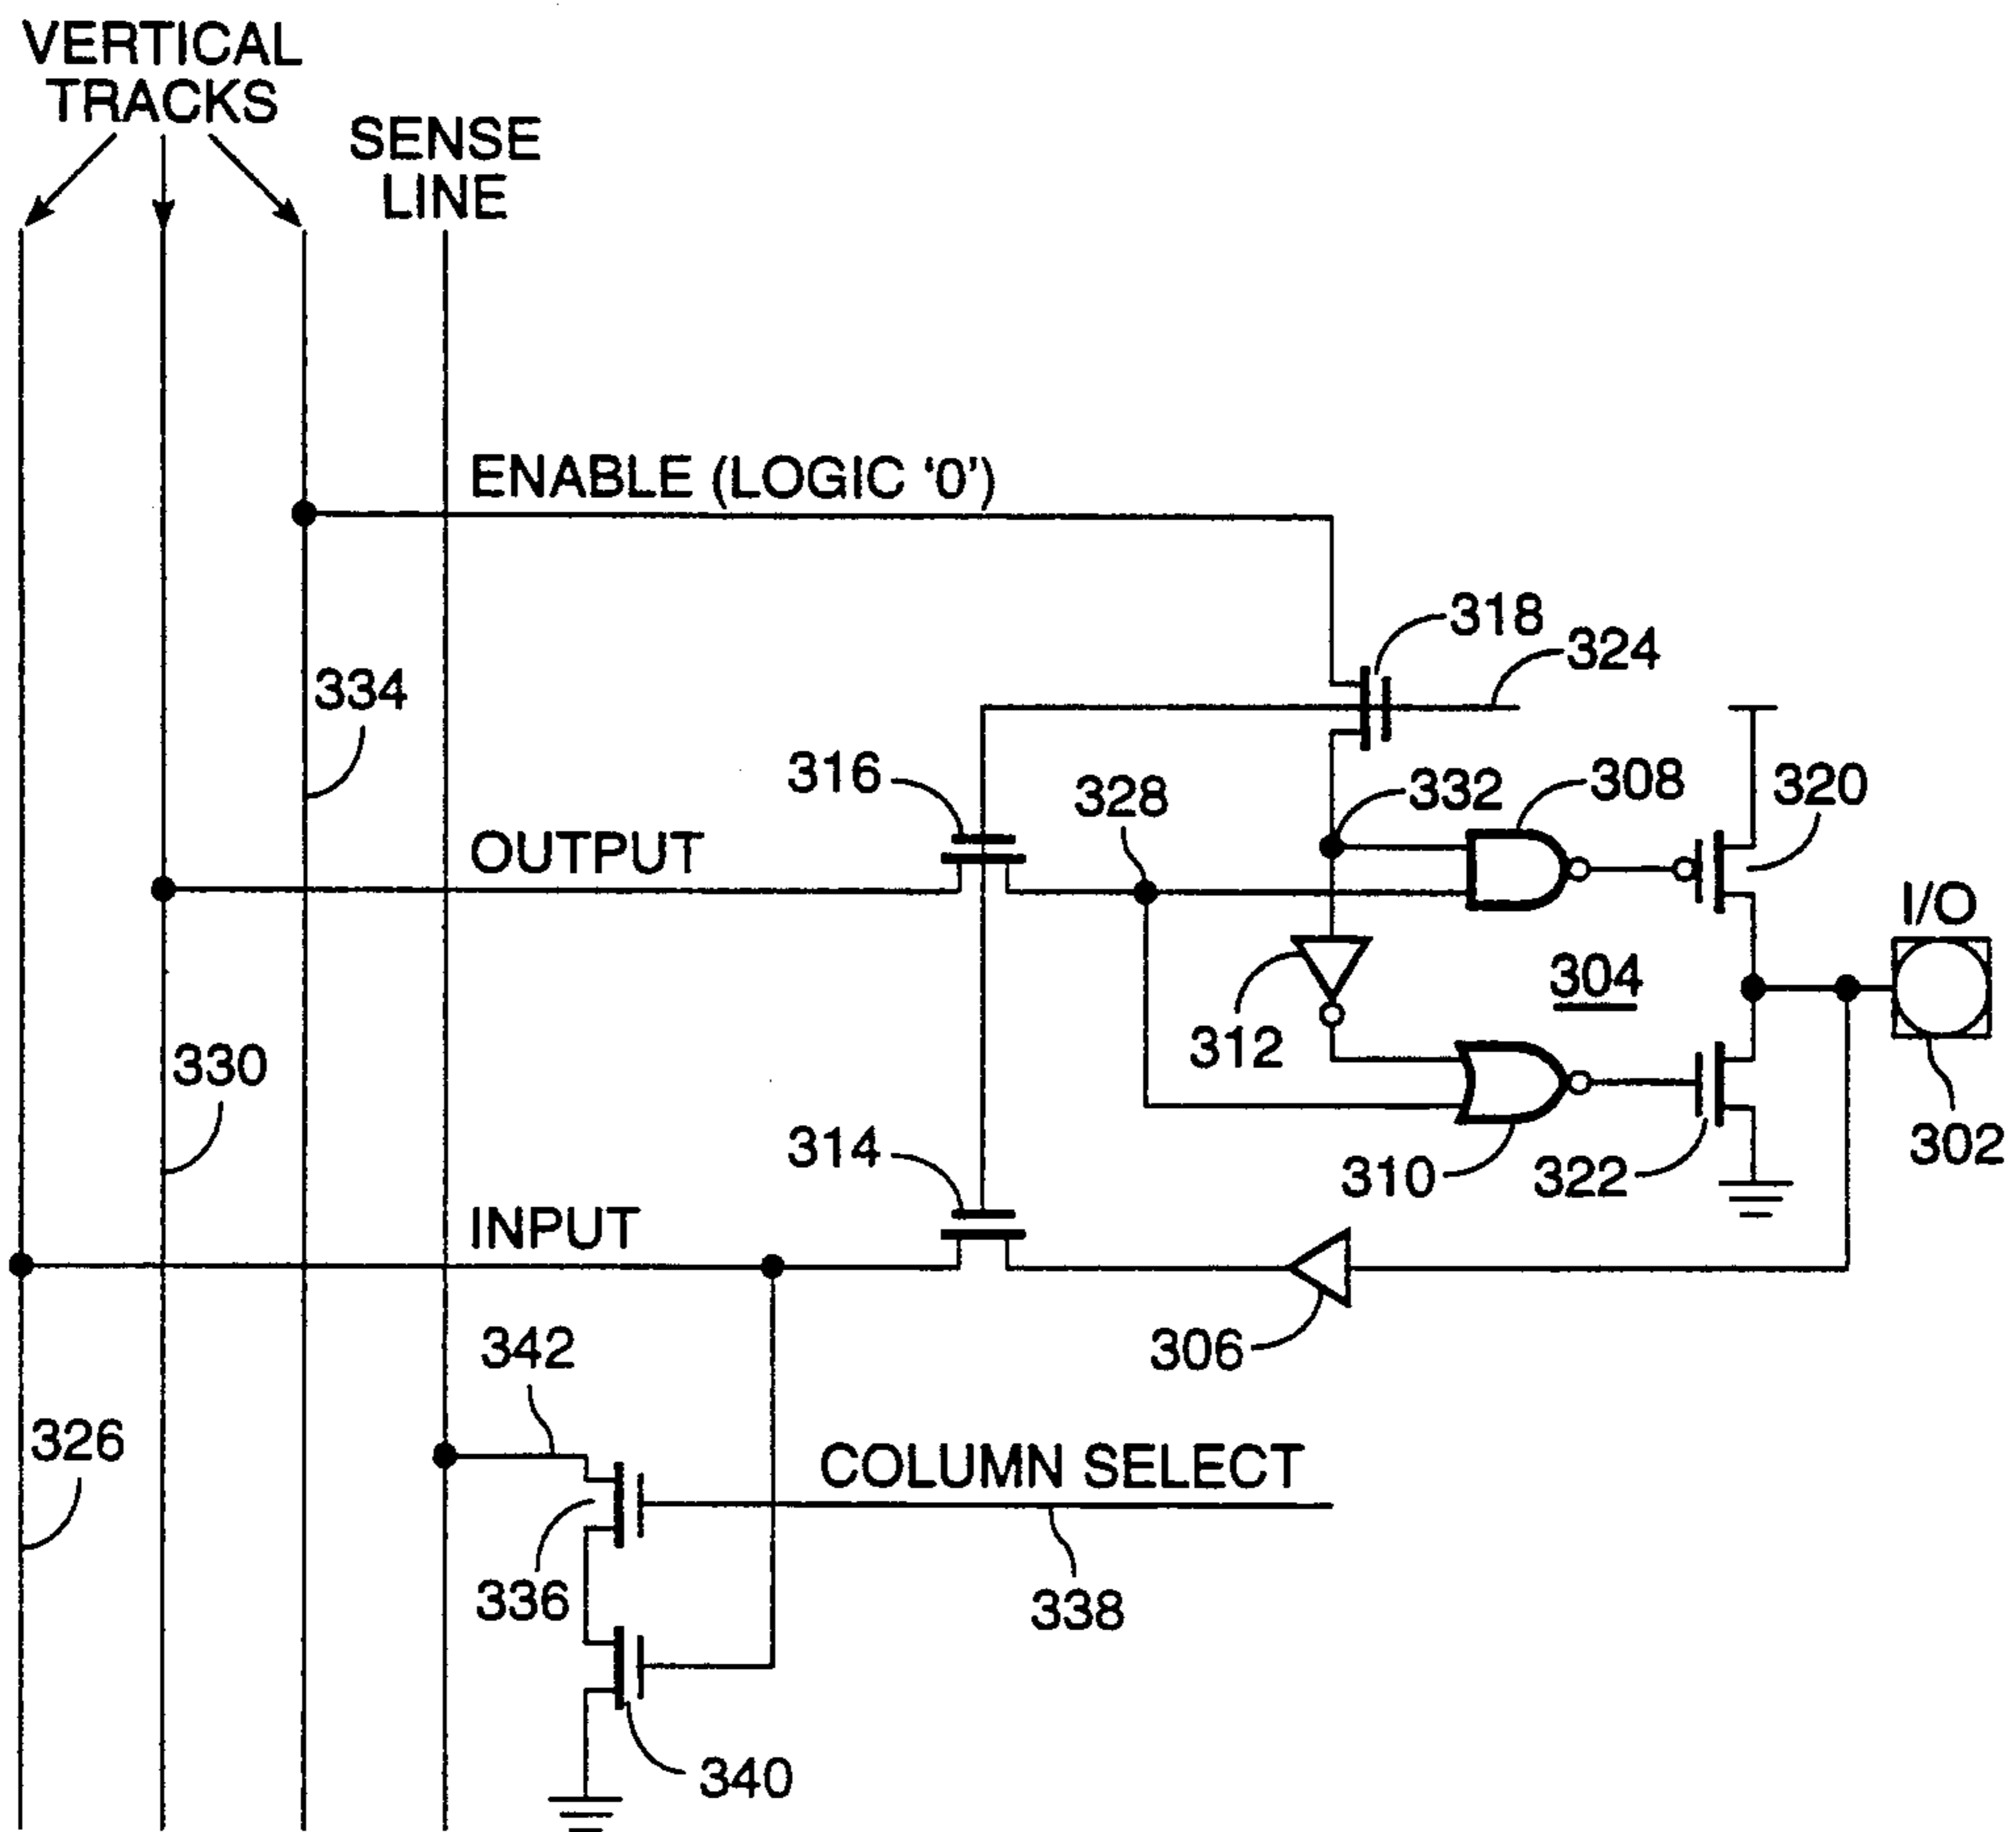 VERTICAL
TRACKS
SENSE
LINE
ENABLE (LOGIC '0')
318
324
334
316
328
332
308
320
OUTPUT
I/O
304
312
330
314
310
322
302
INPUT
342
306
326
COLUMN SELECT
336
338
340